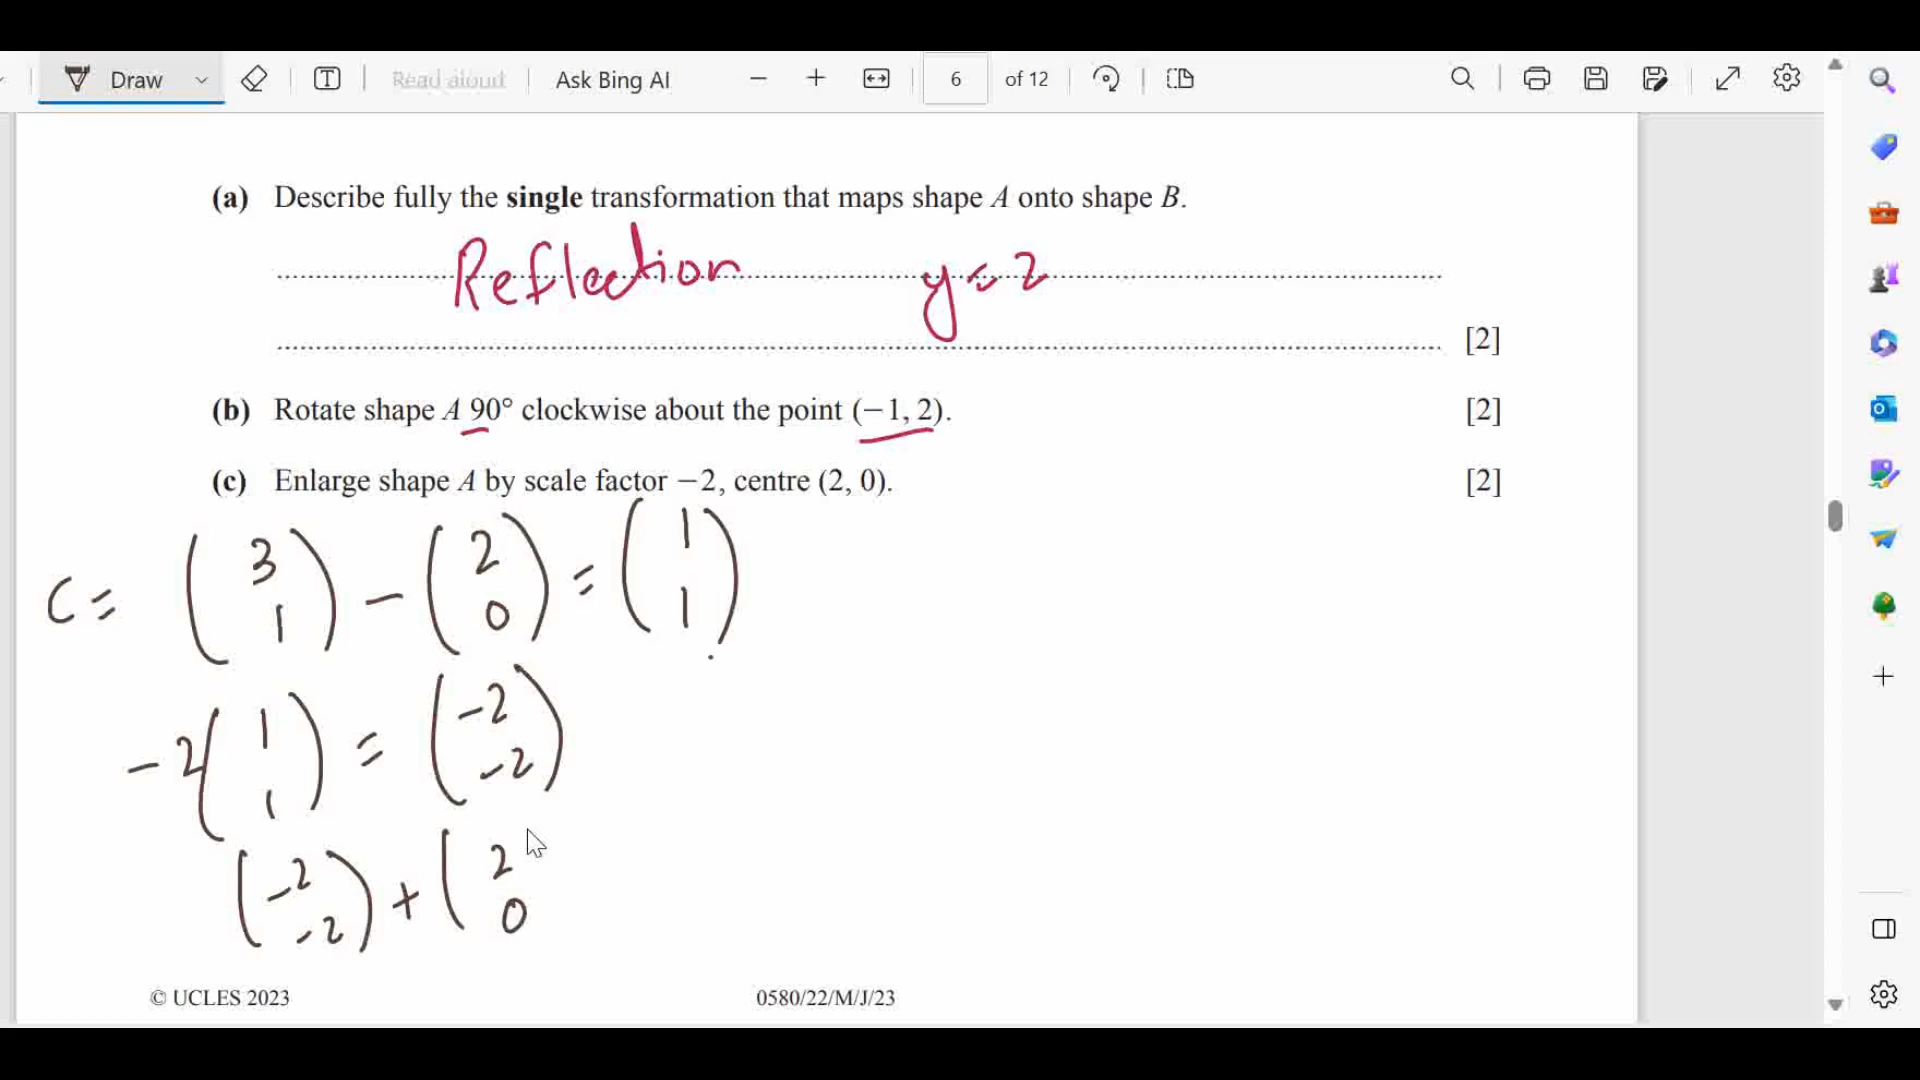 Draw Read aloud Ask Bing AI 6 of 12
(a) Describe fully the single transformation that maps shape A onto shape B.
Reflection y = 2
[2]
(b) Rotate shape A 90° clockwise about the point (−1, 2). [2]
(c) Enlarge shape A by scale factor −2, centre (2, 0). [2]
C = (3 1) − (2 0) = (1 1)
−2(1 1) = (−2 −2)
(−2 −2) + (2 0
© UCLES 2023 0580/22/M/J/23